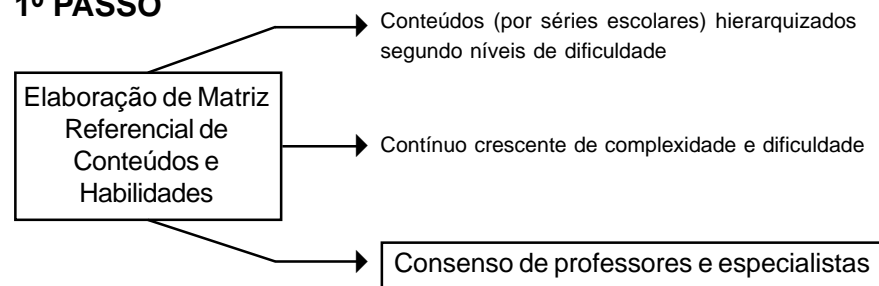 1º PASSO
Conteúdos (por séries escolares) hierarquizados
segundo níveis de dificuldade
Elaboração de Matriz
Referencial de
Conteúdos e
Habilidades
Contínuo crescente de complexidade e dificuldade
Consenso de professores e especialistas